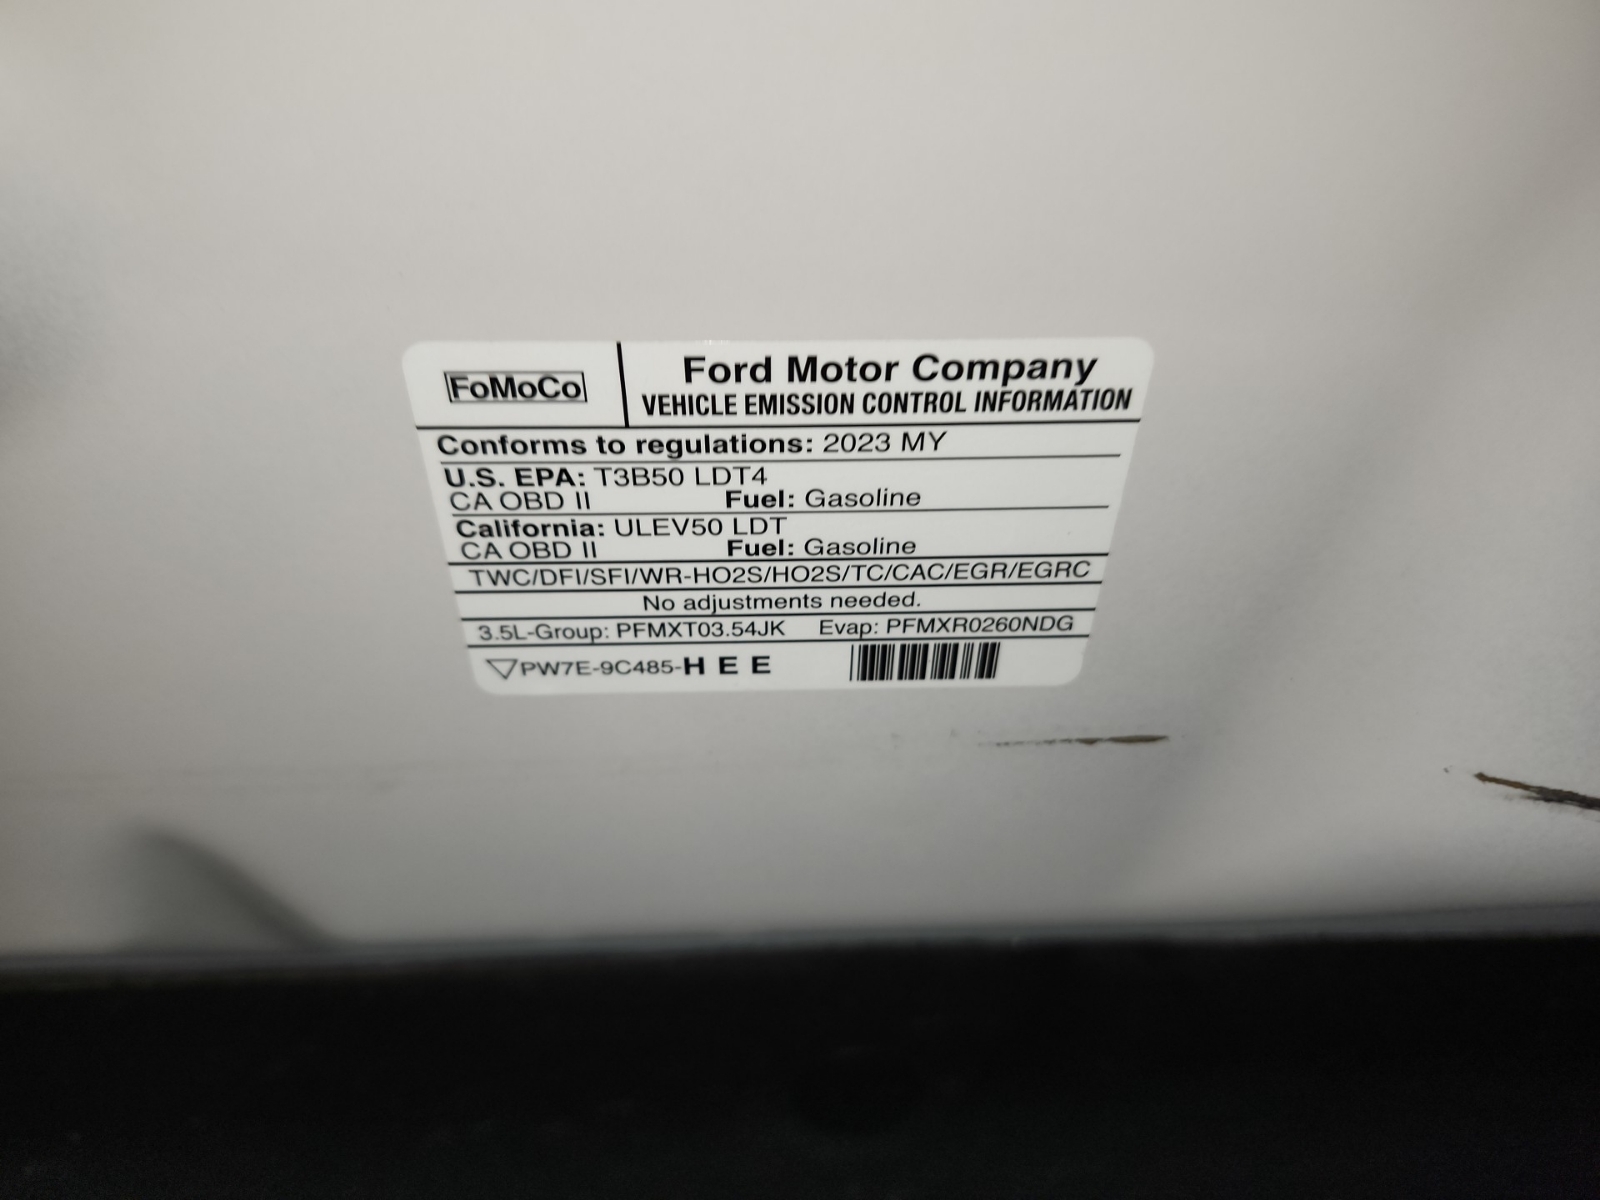 FoMoCo
Ford Motor Company
VEHICLE EMISSION CONTROL INFORMATION
Conforms to regulations: 2023 MY
U.S. EPA: T3B50 LDT4
CA OBD II Fuel: Gasoline
California: ULEV50 LDT
CA OBD II Fuel: Gasoline
TWC/DFI/SFI/WR-HO2S/HO2S/TC/CAC/EGR/EGRC
No adjustments needed.
3.5L-Group: PFMXT03.54JK Evap: PFMXR0260NDG
PW7E-9C485-H E E